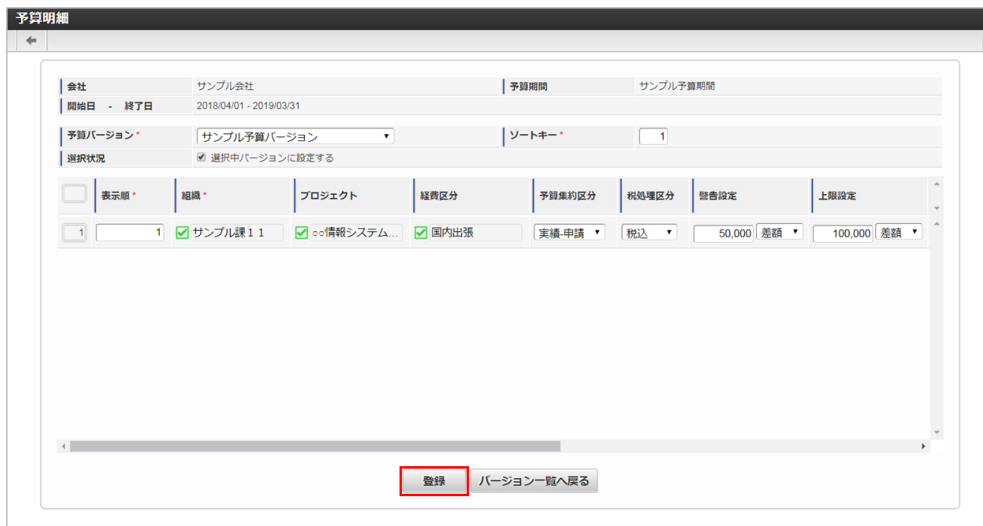 予算明細
会社 サンプル会社 予算期間 サンプル予算期間
開始日 - 終了日 2018/04/01 - 2019/03/31
予算バージョン * サンプル予算バージョン ソートキー * 1
選択状況 選択中バージョンに設定する
表示順 * 組織 * プロジェクト 経費区分 予算集約区分 税処理区分 警告設定 上限設定
1 1 サンプル課11 ○○情報システム... 国内出張 実績-申請 税込 50,000 差額 100,000 差額
登録 バージョン一覧へ戻る